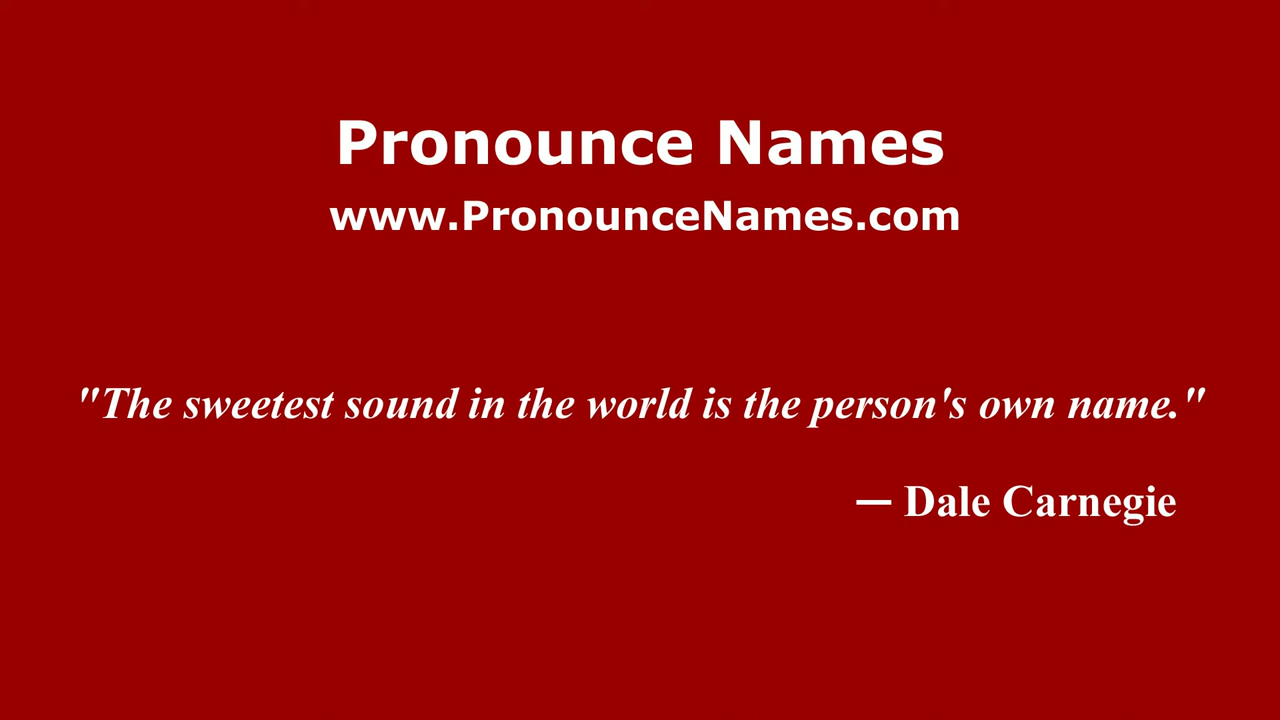 Pronounce Names
www.PronounceNames.com
"The sweetest sound in the world is the person's own name."
— Dale Carnegie